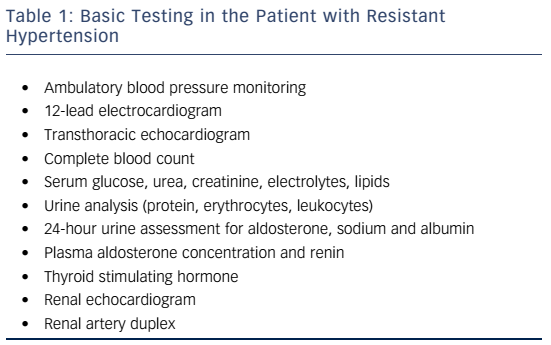 Table 1: Basic Testing in the Patient with Resistant
Hypertension
• Ambulatory blood pressure monitoring
• 12-lead electrocardiogram
• Transthoracic echocardiogram
• Complete blood count
• Serum glucose, urea, creatinine, electrolytes, lipids
• Urine analysis (protein, erythrocytes, leukocytes)
• 24-hour urine assessment for aldosterone, sodium and albumin
• Plasma aldosterone concentration and renin
• Thyroid stimulating hormone
• Renal echocardiogram
• Renal artery duplex